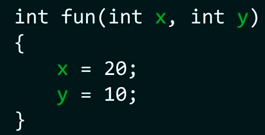 int fun(int x, int y)
{
    x = 20;
    y = 10;
}